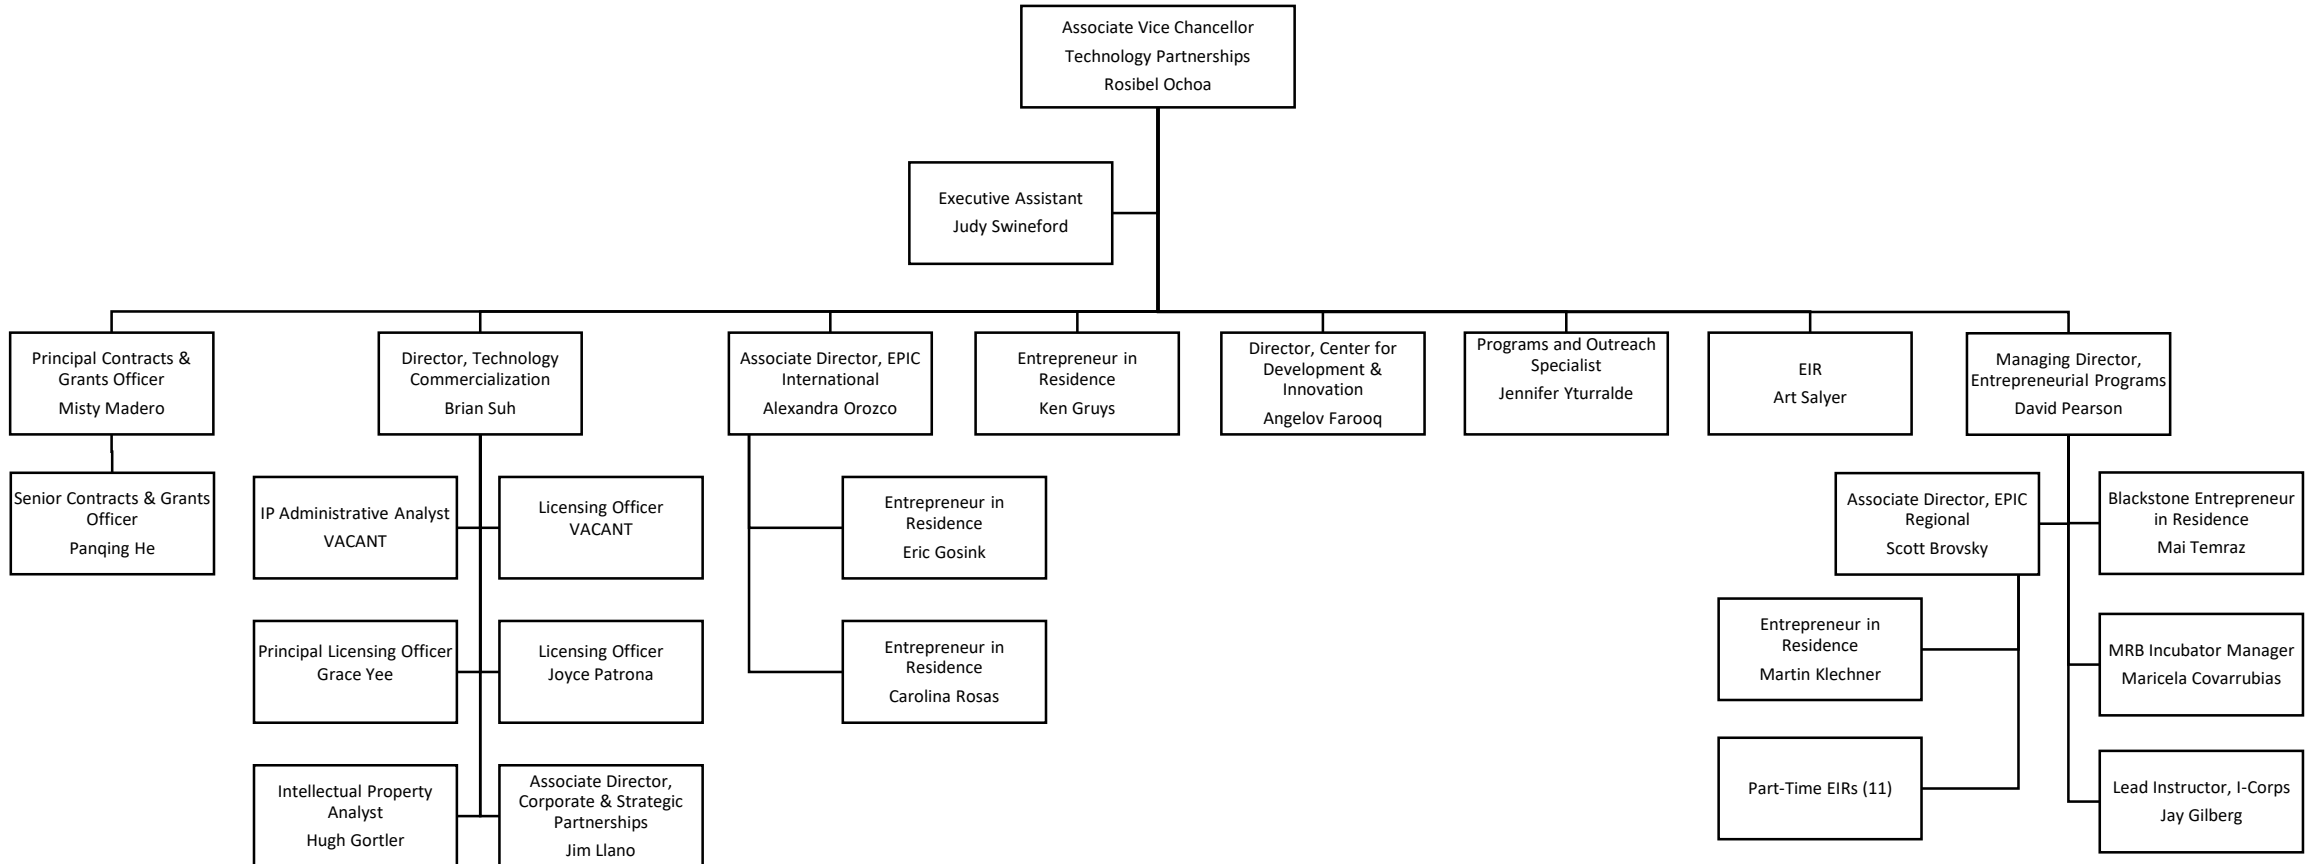 Associate Vice Chancellor
Technology Partnerships
Rosibel Ochoa
Executive Assistant
Judy Swineford
Principal Contracts &
Grants Officer
Misty Madero
Director, Technology
Commercialization
Brian Suh
Associate Director, EPIC
International
Alexandra Orozco
Entrepreneur in
Residence
Ken Gruys
Director, Center for
Development &
Innovation
Angelov Farooq
Programs and Outreach
Specialist
Jennifer Yturralde
EIR
Art Salyer
Managing Director,
Entrepreneurial Programs
David Pearson
Senior Contracts & Grants
Officer
Panqing He
IP Administrative Analyst
VACANT
Licensing Officer
VACANT
Entrepreneur in
Residence
Eric Gosink
Associate Director, EPIC
Regional
Scott Brovsky
Blackstone Entrepreneur
in Residence
Mai Temraz
Principal Licensing Officer
Grace Yee
Licensing Officer
Joyce Patrona
Entrepreneur in
Residence
Carolina Rosas
Entrepreneur in
Residence
Martin Klechner
MRB Incubator Manager
Maricela Covarrubias
Intellectual Property
Analyst
Hugh Gortler
Associate Director,
Corporate & Strategic
Partnerships
Jim Llano
Part-Time EIRs (11)
Lead Instructor, I-Corps
Jay Gilberg